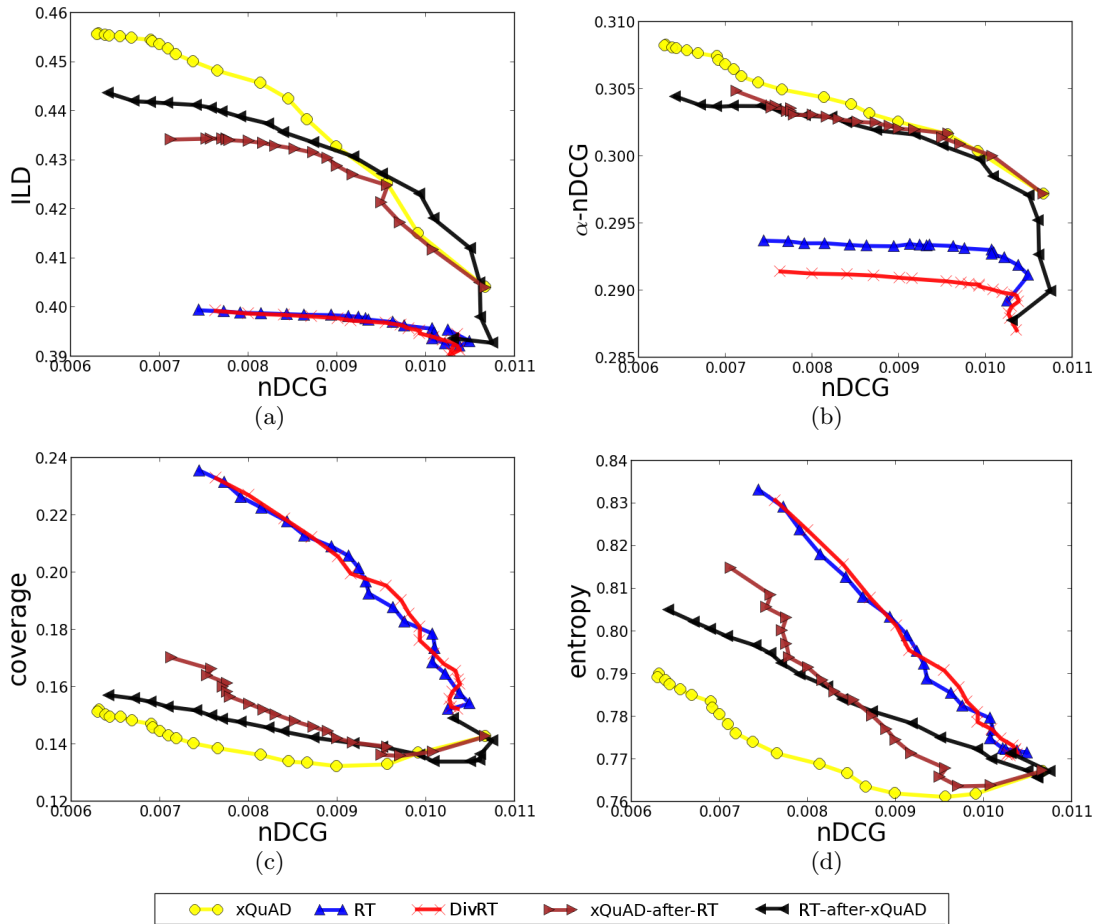 0.46
0.45
0.44
0.43
0.42
0.41
0.40
0.39
ILD
0.006 0.007 0.008 0.009 0.010 0.011
nDCG
(a)
0.310
0.305
0.300
0.295
0.290
0.285
α-nDCG
0.006 0.007 0.008 0.009 0.010 0.011
nDCG
(b)
0.24
0.22
0.20
0.18
0.16
0.14
0.12
coverage
0.006 0.007 0.008 0.009 0.010 0.011
nDCG
(c)
0.84
0.83
0.82
0.81
0.80
0.79
0.78
0.77
0.76
entropy
0.006 0.007 0.008 0.009 0.010 0.011
nDCG
(d)
xQuAD RT DivRT xQuAD-after-RT RT-after-xQuAD